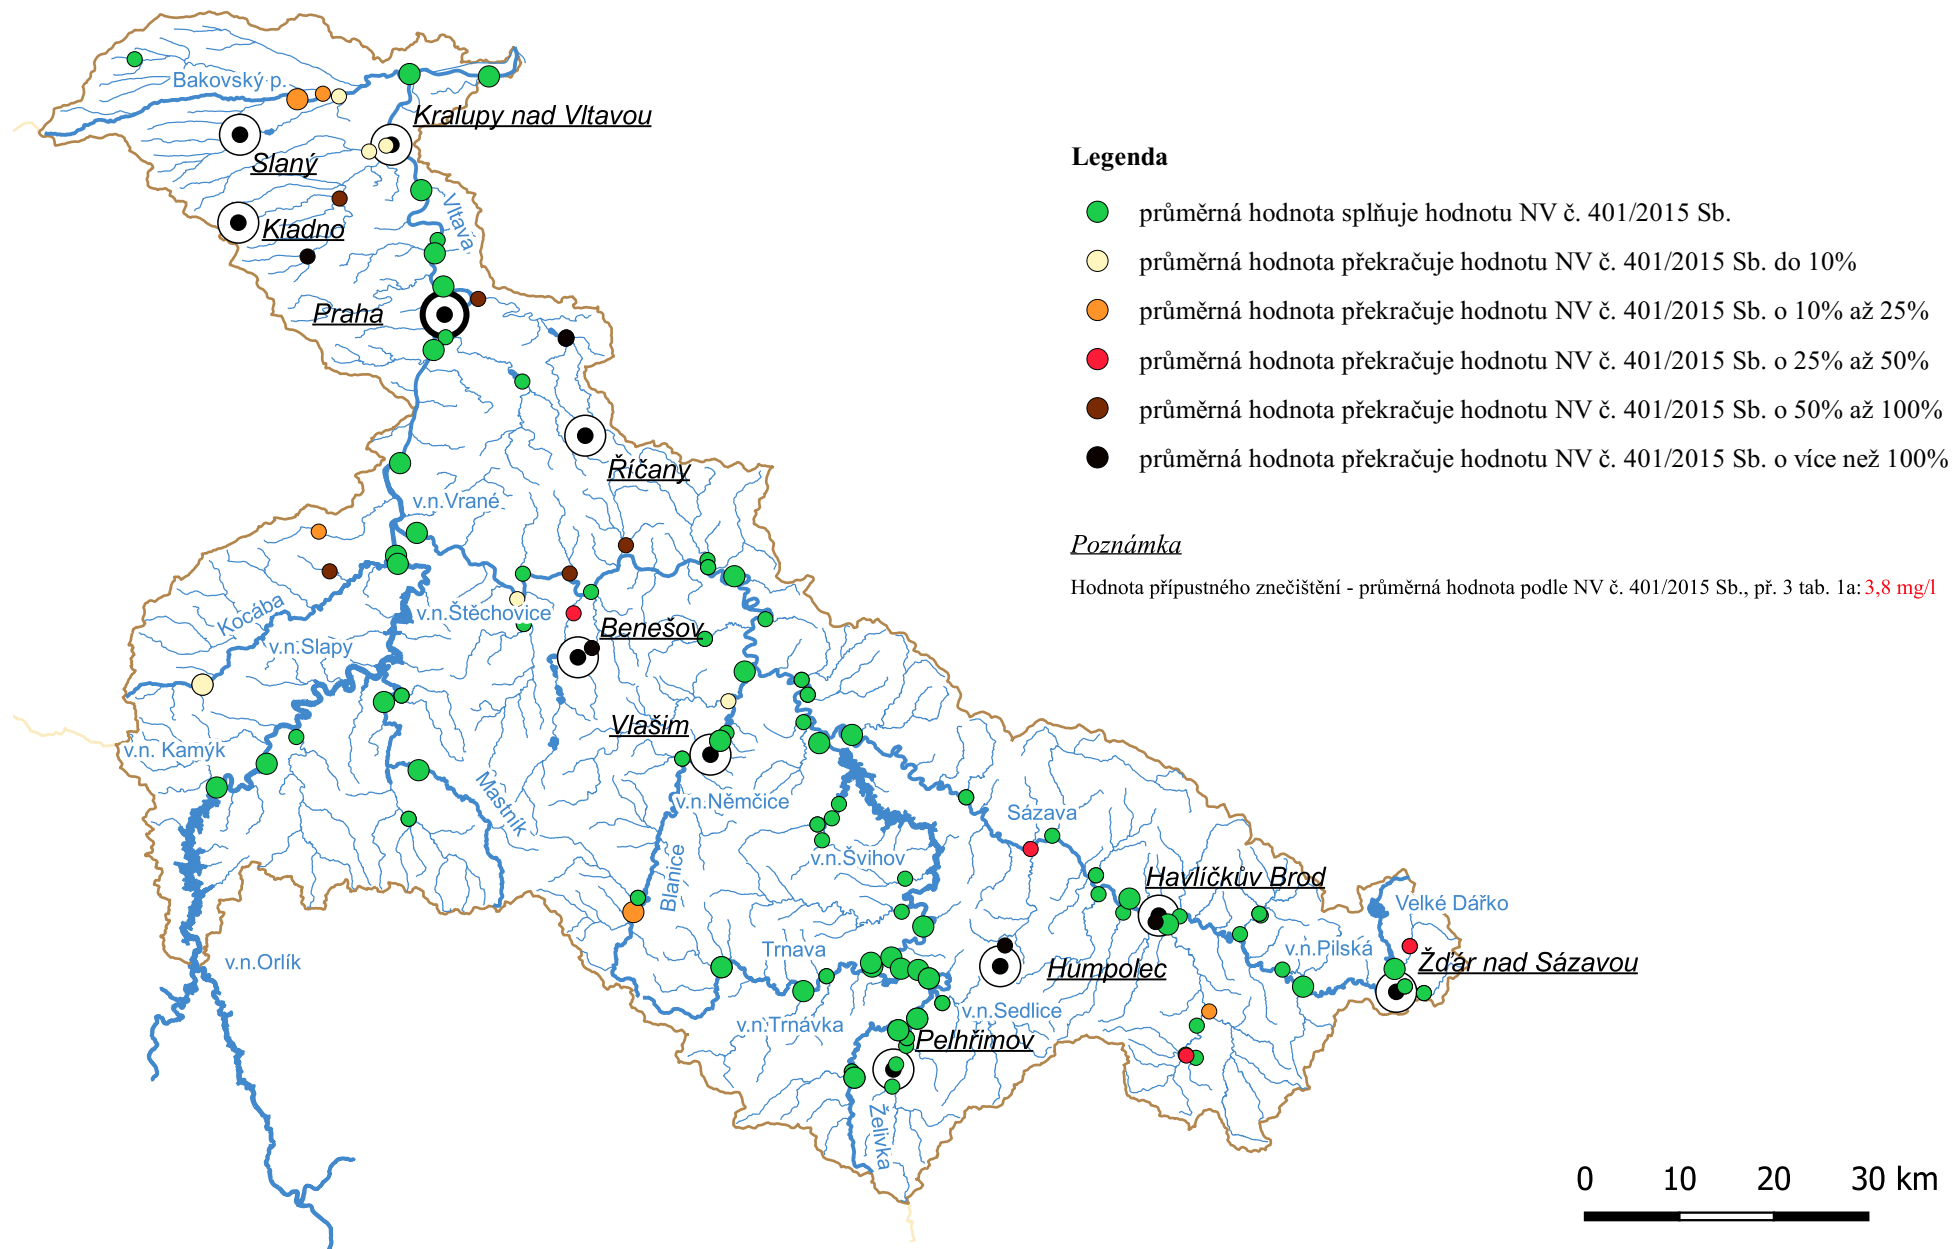 Bakovský p.
Kralupy nad Vltavou
Slaný
Vltava
Kladno
Praha
Říčany
v.n.Vrané
Kocába
v.n.Štěchovice
Benešov
v.n.Slapy
Vlašim
v.n. Kamýk
Mastník
v.n.Němčice
Sázava
v.n.Švihov
Blanice
Havlíčkův Brod
Velké Dářko
Trnava
v.n.Pilská
v.n.Orlík
Humpolec
Žďár nad Sázavou
v.n.Trnávka
v.n.Sedlice
Pelhřimov
Želivka
Legenda
průměrná hodnota splňuje hodnotu NV č. 401/2015 Sb.
průměrná hodnota překračuje hodnotu NV č. 401/2015 Sb. do 10%
průměrná hodnota překračuje hodnotu NV č. 401/2015 Sb. o 10% až 25%
průměrná hodnota překračuje hodnotu NV č. 401/2015 Sb. o 25% až 50%
průměrná hodnota překračuje hodnotu NV č. 401/2015 Sb. o 50% až 100%
průměrná hodnota překračuje hodnotu NV č. 401/2015 Sb. o více než 100%
Poznámka
Hodnota přípustného znečištění - průměrná hodnota podle NV č. 401/2015 Sb., př. 3 tab. 1a: 3,8 mg/l
0 10 20 30 km